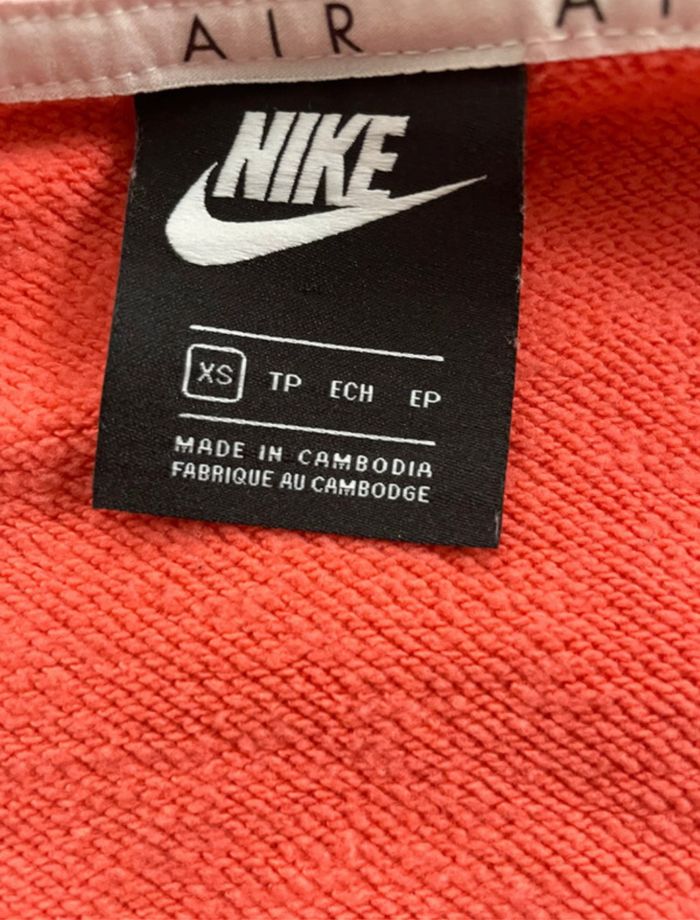 AIR A
NIKE
XS TP ECH EP
MADE IN CAMBODIA
FABRIQUE AU CAMBODGE